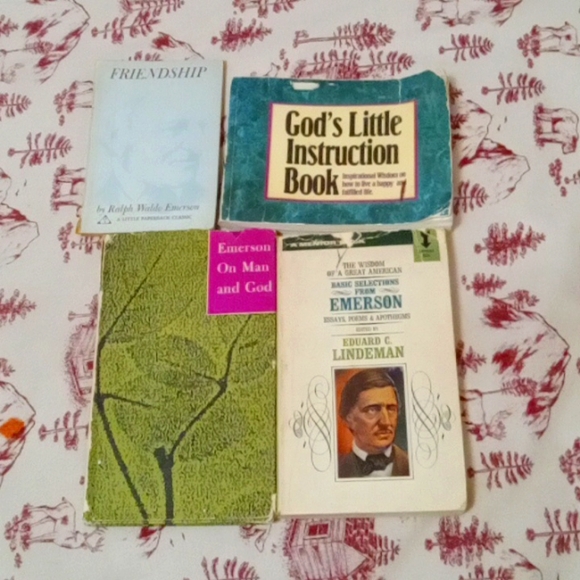 FRIENDSHIP
by Ralph Waldo Emerson
A LITTLE PAPERBOOK CLASSIC
God's Little
Instruction
Book
Inspirational Wisdom on
how to live a happy and
fulfilled life.
Emerson
On Man
and God
A MENTOR
THE WISDOM
OF A GREAT AMERICAN
BASIC SELECTIONS
FROM
EMERSON
ESSAYS, POEMS & APOTHEGMS
EDITED BY
EDUARD C.
LINDEMAN